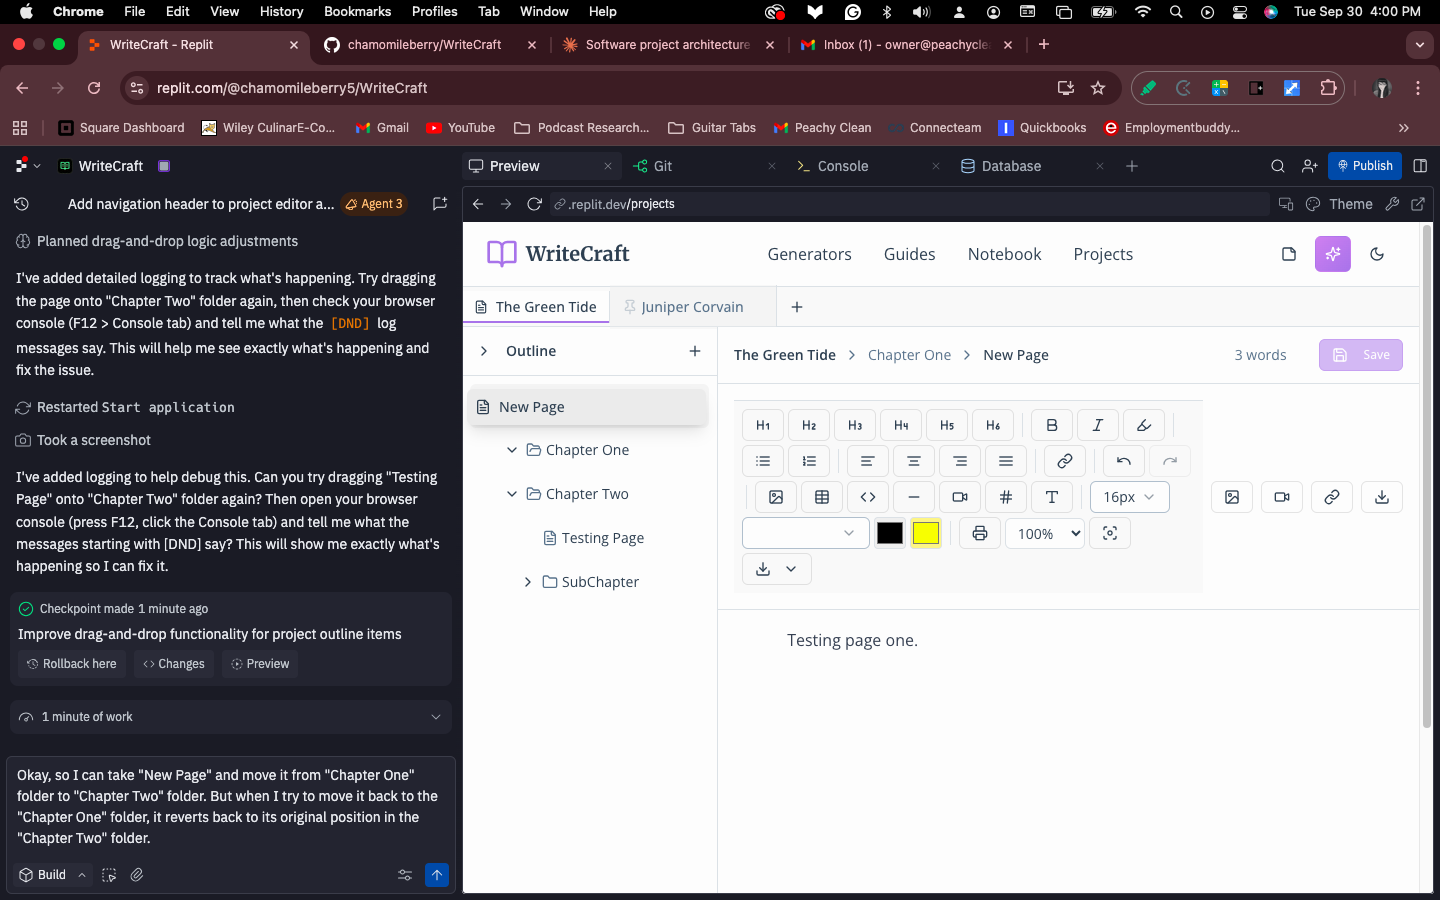 Chrome File Edit View History Bookmarks Profiles Tab Window Help Tue Sep 30 4:00 PM
WriteCraft - Replit
chamomileberry/WriteCraft
Software project architecture
Inbox (1) - owner@peachycle
replit.com/@chamomileberry5/WriteCraft
Square Dashboard
Wiley CulinarE-Co...
Gmail
YouTube
Podcast Research...
Guitar Tabs
Peachy Clean
Connecteam
Quickbooks
Employmentbuddy...
WriteCraft
Preview
Git
Console
Database
Publish
Add navigation header to project editor a...
Agent 3
.replit.dev/projects
Theme
Planned drag-and-drop logic adjustments
I've added detailed logging to track what's happening. Try dragging
the page onto "Chapter Two" folder again, then check your browser
console (F12 > Console tab) and tell me what the [DND] log
messages say. This will help me see exactly what's happening and
fix the issue.
Restarted Start application
Took a screenshot
I've added logging to help debug this. Can you try dragging "Testing
Page" onto "Chapter Two" folder again? Then open your browser
console (press F12, click the Console tab) and tell me what the
messages starting with [DND] say? This will show me exactly what's
happening so I can fix it.
Checkpoint made 1 minute ago
Improve drag-and-drop functionality for project outline items
Rollback here
Changes
Preview
1 minute of work
Okay, so I can take "New Page" and move it from "Chapter One"
folder to "Chapter Two" folder. But when I try to move it back to the
"Chapter One" folder, it reverts back to its original position in the
"Chapter Two" folder.
Build
WriteCraft
Generators
Guides
Notebook
Projects
The Green Tide
Juniper Corvain
Outline
New Page
Chapter One
Chapter Two
Testing Page
SubChapter
The Green Tide > Chapter One > New Page
3 words
Save
H1 H2 H3 H4 H5 H6 B I
16px
100%
Testing page one.